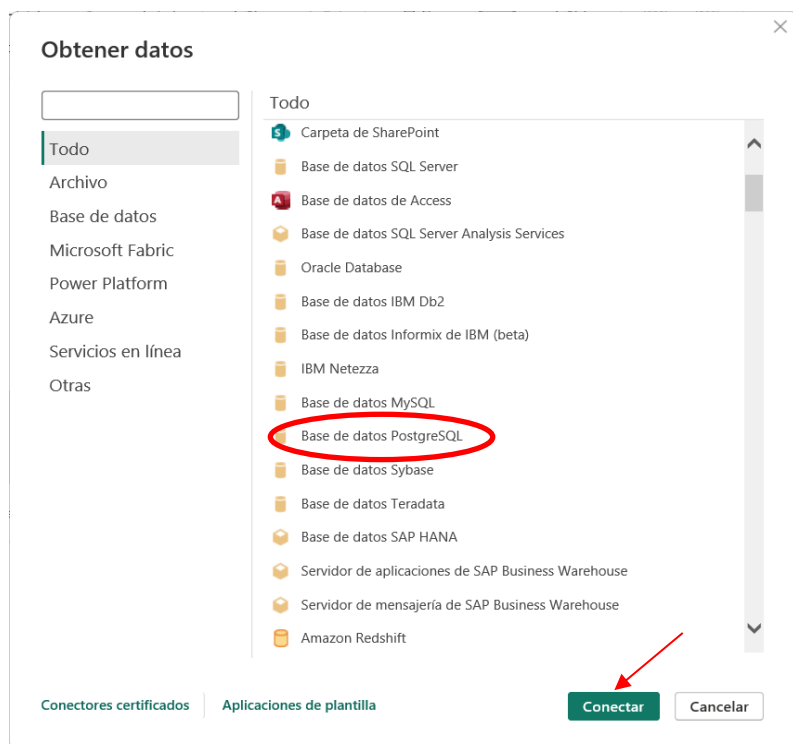 Obtener datos
Todo
Archivo
Base de datos
Microsoft Fabric
Power Platform
Azure
Servicios en línea
Otras
Todo
Carpeta de SharePoint
Base de datos SQL Server
Base de datos de Access
Base de datos SQL Server Analysis Services
Oracle Database
Base de datos IBM Db2
Base de datos Informix de IBM (beta)
IBM Netezza
Base de datos MySQL
Base de datos PostgreSQL
Base de datos Sybase
Base de datos Teradata
Base de datos SAP HANA
Servidor de aplicaciones de SAP Business Warehouse
Servidor de mensajería de SAP Business Warehouse
Amazon Redshift
Conectores certificados
Aplicaciones de plantilla
Conectar
Cancelar